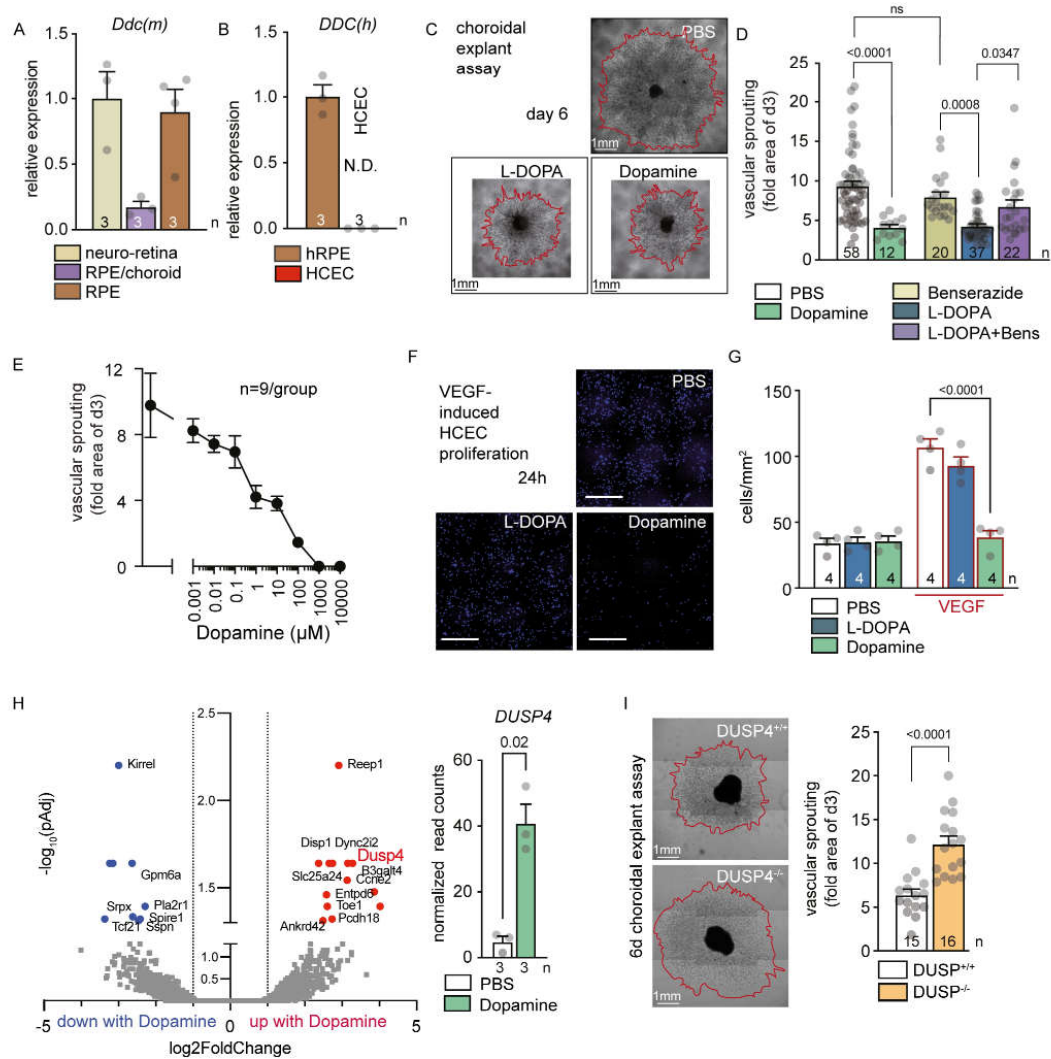 A
Ddc(m)
relative expression
1.5
1.0
0.5
0.0
3
3
3
n
neuro-retina
RPE/choroid
RPE
B
DDC(h)
relative expression
1.5
1.0
0.5
0.0
HCEC
N.D.
3
3
n
hRPE
HCEC
C
choroidal
explant
assay
day 6
PBS
1mm
L-DOPA
1mm
Dopamine
1mm
D
vascular sprouting
(fold area of d3)
25
20
15
10
5
0
ns
<0.0001
0.0347
0.0008
58
12
20
37
22
n
PBS
Dopamine
Benserazide
L-DOPA
L-DOPA+Bens
E
vascular sprouting
(fold area of d3)
12
8
4
0
n=9/group
0.001
0.01
0.1
1
10
100
1000
10000
Dopamine (µM)
F
VEGF-
induced
HCEC
proliferation
24h
PBS
L-DOPA
Dopamine
G
cells/mm²
150
100
50
0
<0.0001
4
4
4
4
4
4
n
VEGF
PBS
L-DOPA
Dopamine
H
-log₁₀(pAdj)
2.5
2.0
1.5
1.0
0.5
Kirrel
Reep1
Gpm6a
Disp1 Dync2i2
Dusp4
Slc25a24
B3galt4
Ccne2
Entpd6
Srpx
Pla2r1
Toe1
Spire1
Pcdh18
Tcf21
Sspn
Ankrd42
-5
down with Dopamine
0
up with Dopamine
5
log2FoldChange
DUSP4
normalized read counts
60
40
20
0
0.02
3
3
n
PBS
Dopamine
I
6d choroidal explant assay
DUSP4+/+
1mm
DUSP4-/-
1mm
vascular sprouting
(fold area of d3)
25
20
15
10
5
0
<0.0001
15
16
n
DUSP+/+
DUSP-/-